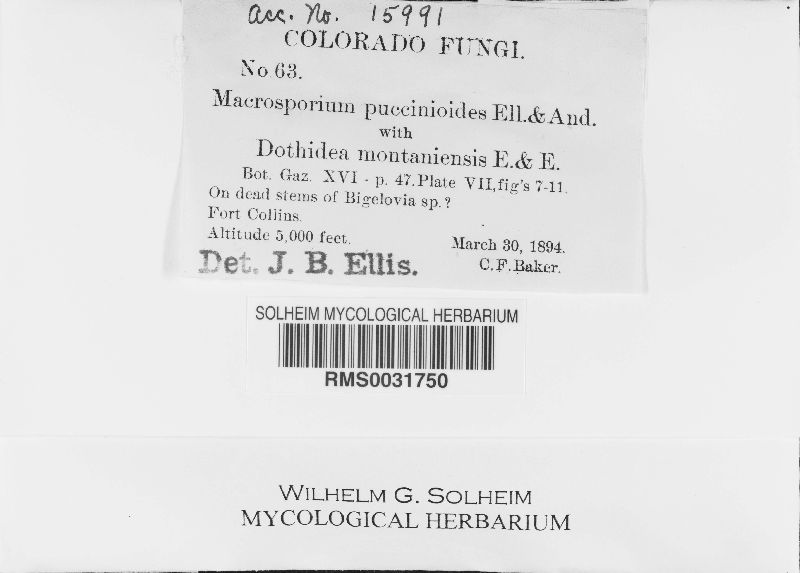 Acc. No. 15991
COLORADO FUNGI.
No 63.
Macrosporium puccinioides Ell.& And.
with
Dothidea montaniensis E.& E.
Bot. Gaz. XVI - p. 47. Plate VII, fig's 7-11.
On dead stems of Bigelovia sp.?
Fort Collins.
Altitude 5,000 feet.
March 30, 1894.
Det. J. B. Ellis.
C.F. Baker.
SOLHEIM MYCOLOGICAL HERBARIUM
RMS0031750
WILHELM G. SOLHEIM
MYCOLOGICAL HERBARIUM